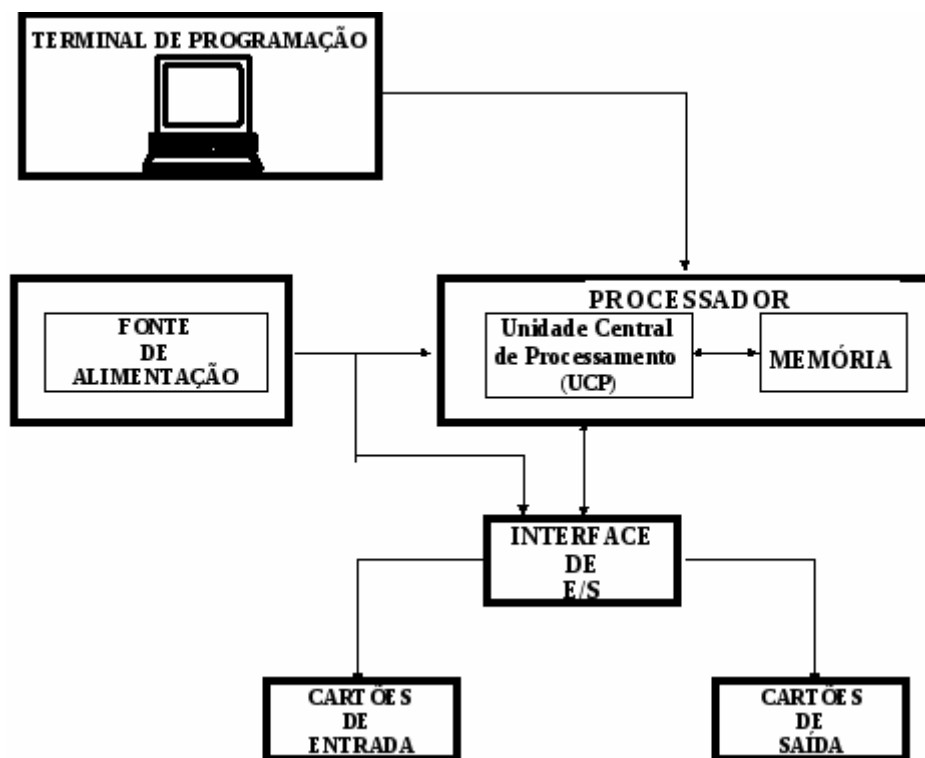 TERMINAL DE PROGRAMAÇÃO
FONTE
DE
ALIMENTAÇÃO
PROCESSADOR
Unidade Central
de Processamento
(UCP)
MEMÓRIA
INTERFACE
DE
E/S
CARTÕES
DE
ENTRADA
CARTÕES
DE
SAÍDA